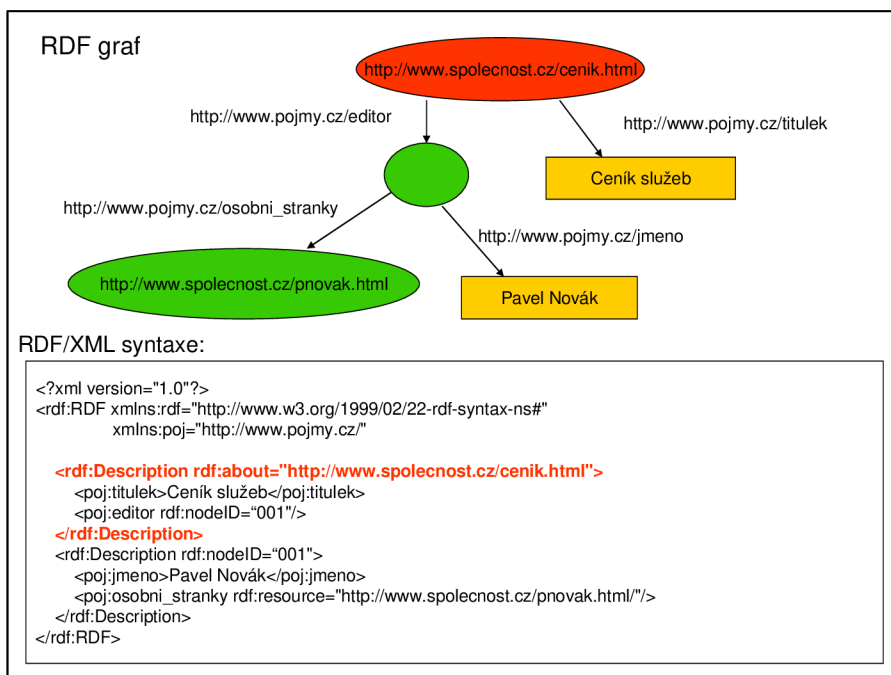 RDF graf
http://www.spolecnost.cz/cenik.html
http://www.pojmy.cz/editor
http://www.pojmy.cz/titulek
Ceník služeb
http://www.pojmy.cz/osobni_stranky
http://www.pojmy.cz/jmeno
http://www.spolecnost.cz/pnovak.html
Pavel Novák
RDF/XML syntaxe:
<?xml version="1.0"?>
<rdf:RDF xmlns:rdf="http://www.w3.org/1999/02/22-rdf-syntax-ns#"
xmlns:poj="http://www.pojmy.cz/"
<rdf:Description rdf:about="http://www.spolecnost.cz/cenik.html">
<poj:titulek>Ceník služeb</poj:titulek>
<poj:editor rdf:nodeID=“001"/>
</rdf:Description>
<rdf:Description rdf:nodeID=“001">
<poj:jmeno>Pavel Novák</poj:jmeno>
<poj:osobni_stranky rdf:resource="http://www.spolecnost.cz/pnovak.html/"/>
</rdf:Description>
</rdf:RDF>